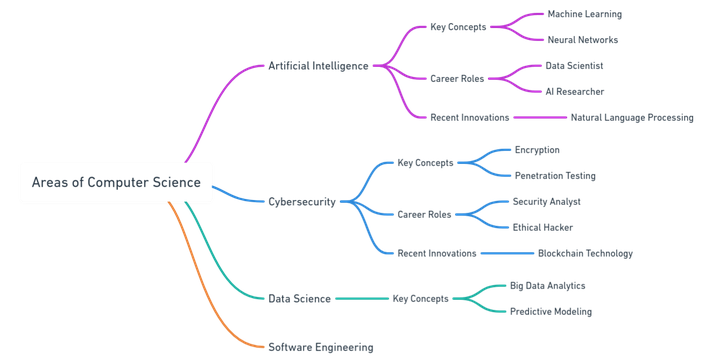 Areas of Computer Science
Artificial Intelligence
Key Concepts
Machine Learning
Neural Networks
Career Roles
Data Scientist
AI Researcher
Recent Innovations
Natural Language Processing
Cybersecurity
Key Concepts
Encryption
Penetration Testing
Career Roles
Security Analyst
Ethical Hacker
Recent Innovations
Blockchain Technology
Data Science
Key Concepts
Big Data Analytics
Predictive Modeling
Software Engineering